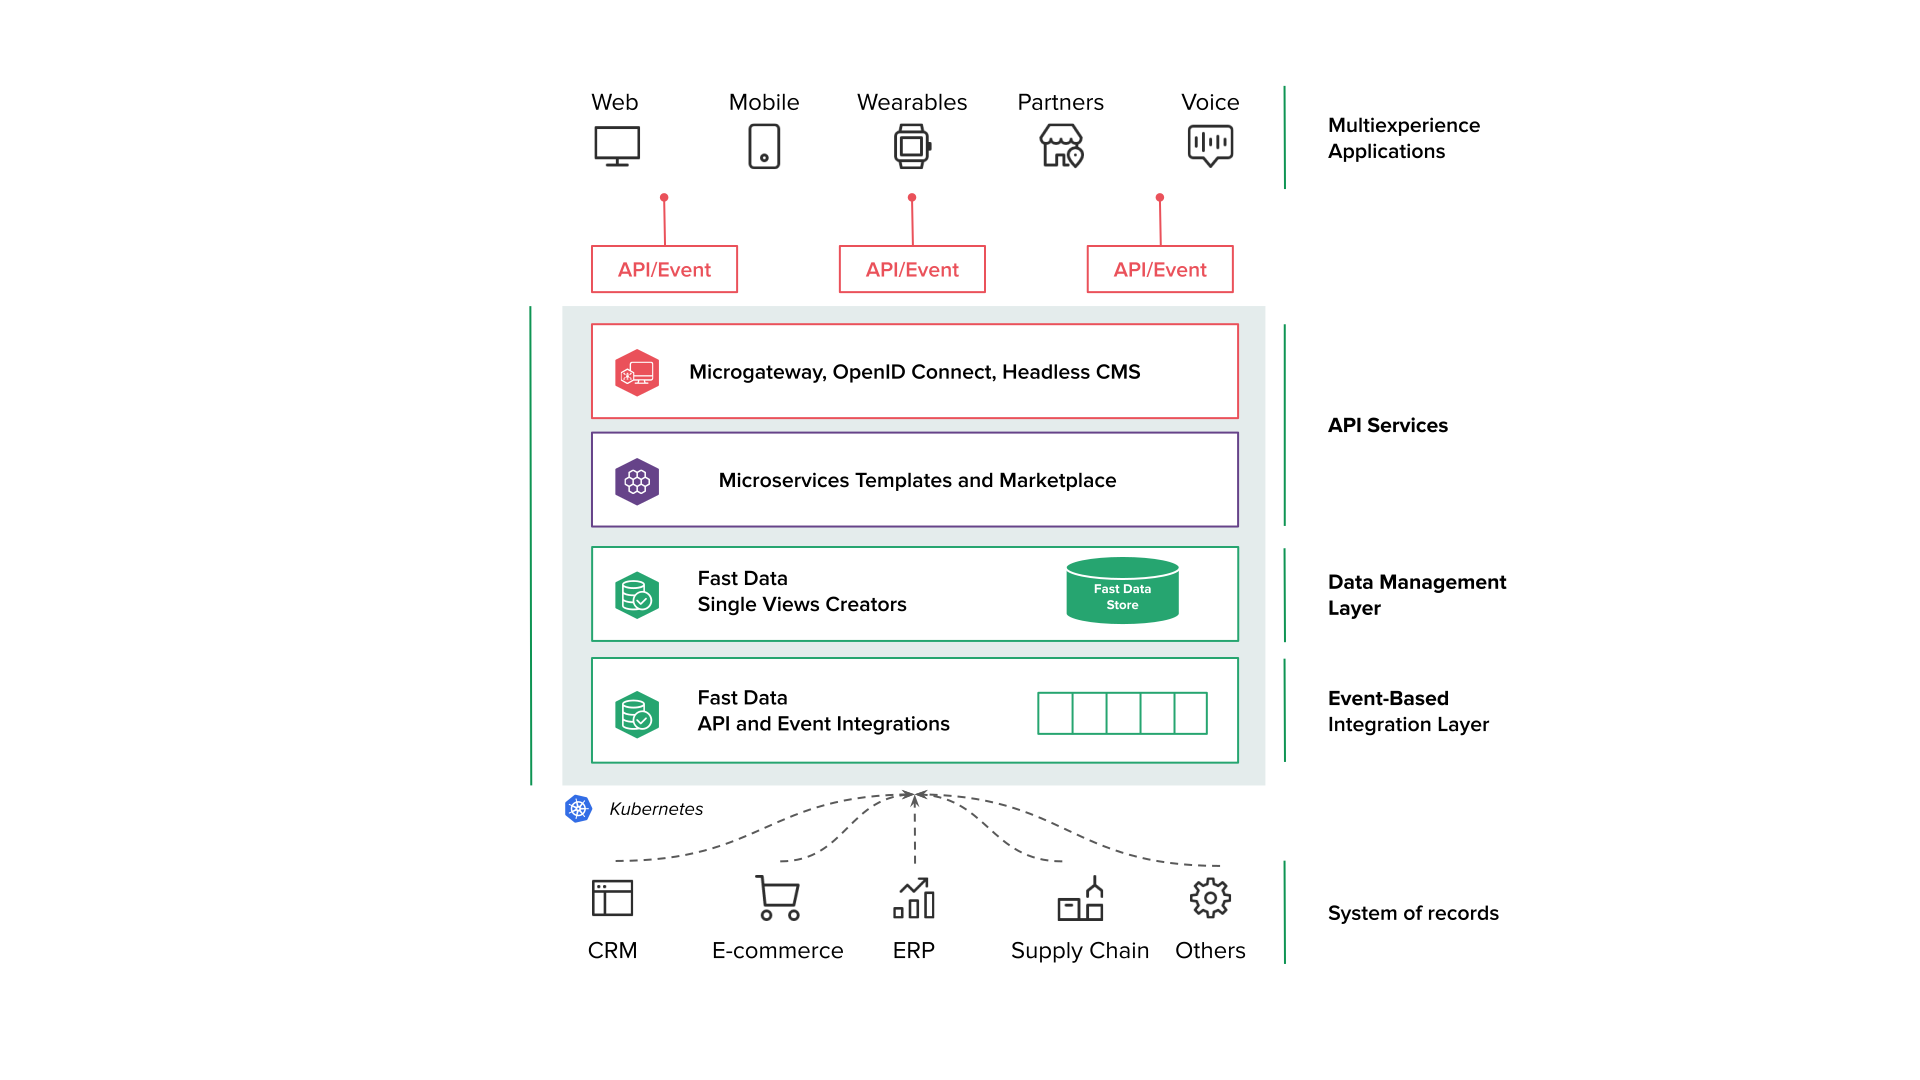 Web
Mobile
Wearables
Partners
Voice
Multiexperience
Applications
API/Event
API/Event
API/Event
Microgateway, OpenID Connect, Headless CMS
API Services
Microservices Templates and Marketplace
Fast Data
Single Views Creators
Fast Data
Store
Data Management
Layer
Fast Data
API and Event Integrations
Event-Based
Integration Layer
Kubernetes
CRM
E-commerce
ERP
Supply Chain
Others
System of records